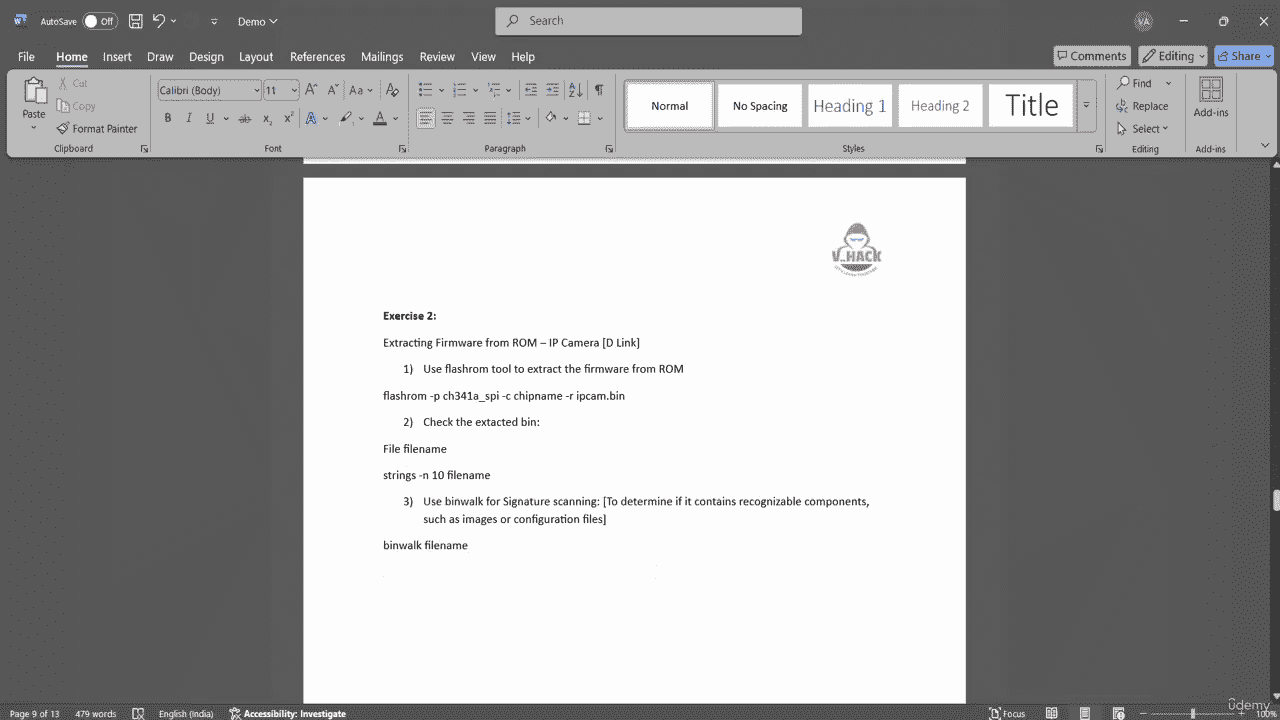 AutoSave Off Demo Search VA
File Home Insert Draw Design Layout References Mailings Review View Help Comments Editing Share
Paste Cut Copy Format Painter
Calibri (Body) 11
Normal No Spacing Heading 1 Heading 2 Title
Find Replace Select Add-ins
Clipboard Font Paragraph Styles Editing Add-ins
V_HACK
Exercise 2:
Extracting Firmware from ROM – IP Camera [D Link]
1) Use flashrom tool to extract the firmware from ROM
flashrom -p ch341a_spi -c chipname -r ipcam.bin
2) Check the extacted bin:
File filename
strings -n 10 filename
3) Use binwalk for Signature scanning: [To determine if it contains recognizable components,
such as images or configuration files]
binwalk filename
Udemy
Page 9 of 13 479 words English (India) Accessibility: Investigate Focus 100%